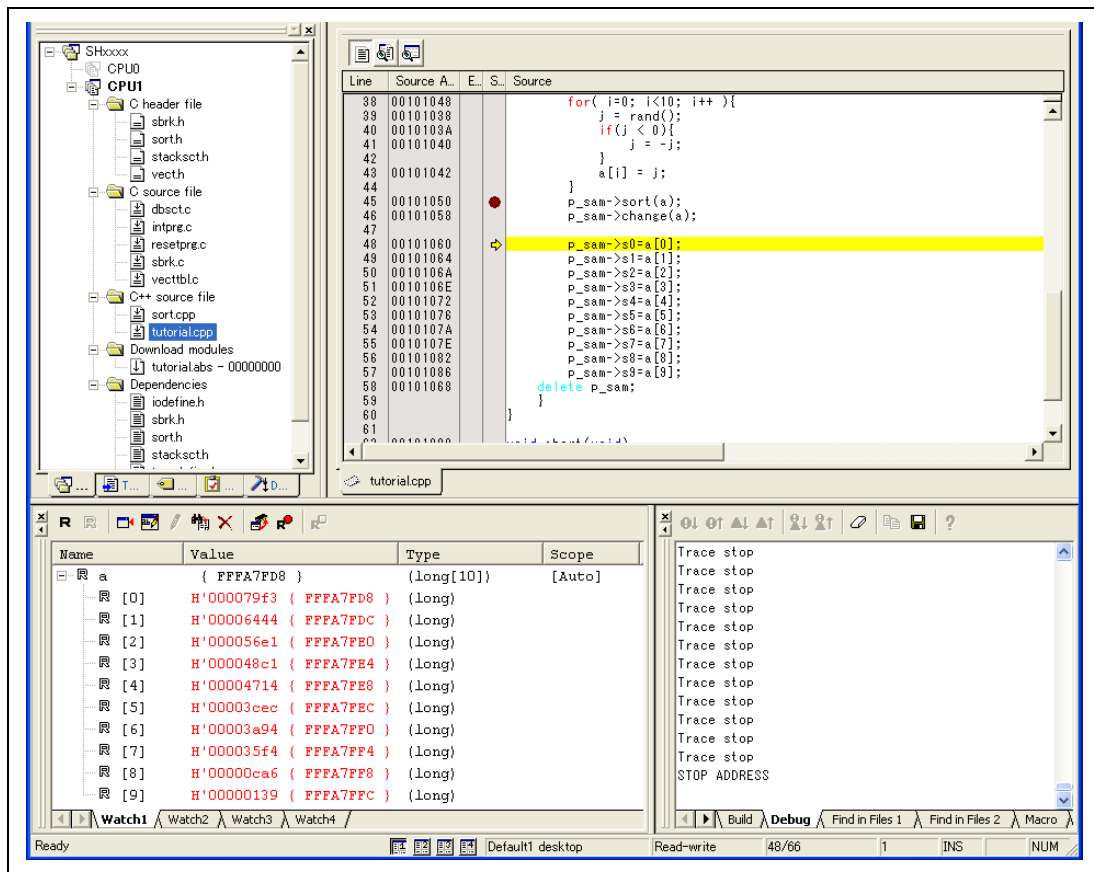 SHxxxx
CPU0
CPU1
C header file
sbrk.h
sort.h
stacksct.h
vect.h
C source file
dbsct.c
intprg.c
resetprg.c
sbrk.c
vecttbl.c
C++ source file
sort.cpp
tutorial.cpp
Download modules
tutorial.abs - 00000000
Dependencies
iodefine.h
sbrk.h
sort.h
stacksct.h
... T... ... ... D...
Line Source A... E... S... Source
38 00101048 for( i=0; i<10; i++ ){
39 00101038 j = rand();
40 0010103A if(j < 0){
41 00101040 j = -j;
42 }
43 00101042 a[i] = j;
44 }
45 00101050 p_sam->sort(a);
46 00101058 p_sam->change(a);
47
48 00101060 p_sam->s0=a[0];
49 00101064 p_sam->s1=a[1];
50 0010106A p_sam->s2=a[2];
51 0010106E p_sam->s3=a[3];
52 00101072 p_sam->s4=a[4];
53 00101076 p_sam->s5=a[5];
54 0010107A p_sam->s6=a[6];
55 0010107E p_sam->s7=a[7];
56 00101082 p_sam->s8=a[8];
57 00101086 p_sam->s9=a[9];
58 00101068 delete p_sam;
59 }
60 }
61
tutorial.cpp
Name Value Type Scope
R a { FFFA7FD8 } (long[10]) [Auto]
R [0] H'000079f3 { FFFA7FD8 } (long)
R [1] H'00006444 { FFFA7FDC } (long)
R [2] H'000056e1 { FFFA7FE0 } (long)
R [3] H'000048c1 { FFFA7FE4 } (long)
R [4] H'00004714 { FFFA7FE8 } (long)
R [5] H'00003cec { FFFA7FEC } (long)
R [6] H'00003a94 { FFFA7FF0 } (long)
R [7] H'000035f4 { FFFA7FF4 } (long)
R [8] H'00000ca6 { FFFA7FF8 } (long)
R [9] H'00000139 { FFFA7FFC } (long)
Watch1 Watch2 Watch3 Watch4
Trace stop
Trace stop
Trace stop
Trace stop
Trace stop
Trace stop
Trace stop
Trace stop
Trace stop
Trace stop
Trace stop
Trace stop
STOP ADDRESS
Build Debug Find in Files 1 Find in Files 2 Macro
Ready 1 2 3 4 Default1 desktop Read-write 48/66 1 INS NUM